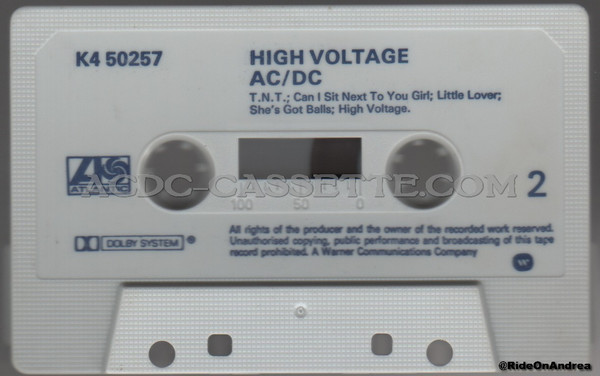 K4 50257
HIGH VOLTAGE
AC/DC
T.N.T.; Can I Sit Next To You Girl; Little Lover;
She's Got Balls; High Voltage.
ATLANTIC
ACDC-CASSETTE.COM
2
100 50 0
DOLBY SYSTEM ®
All rights of the producer and the owner of the recorded work reserved.
Unauthorised copying, public performance and broadcasting of this tape
record prohibited. A Warner Communications Company
@RideOnAndrea